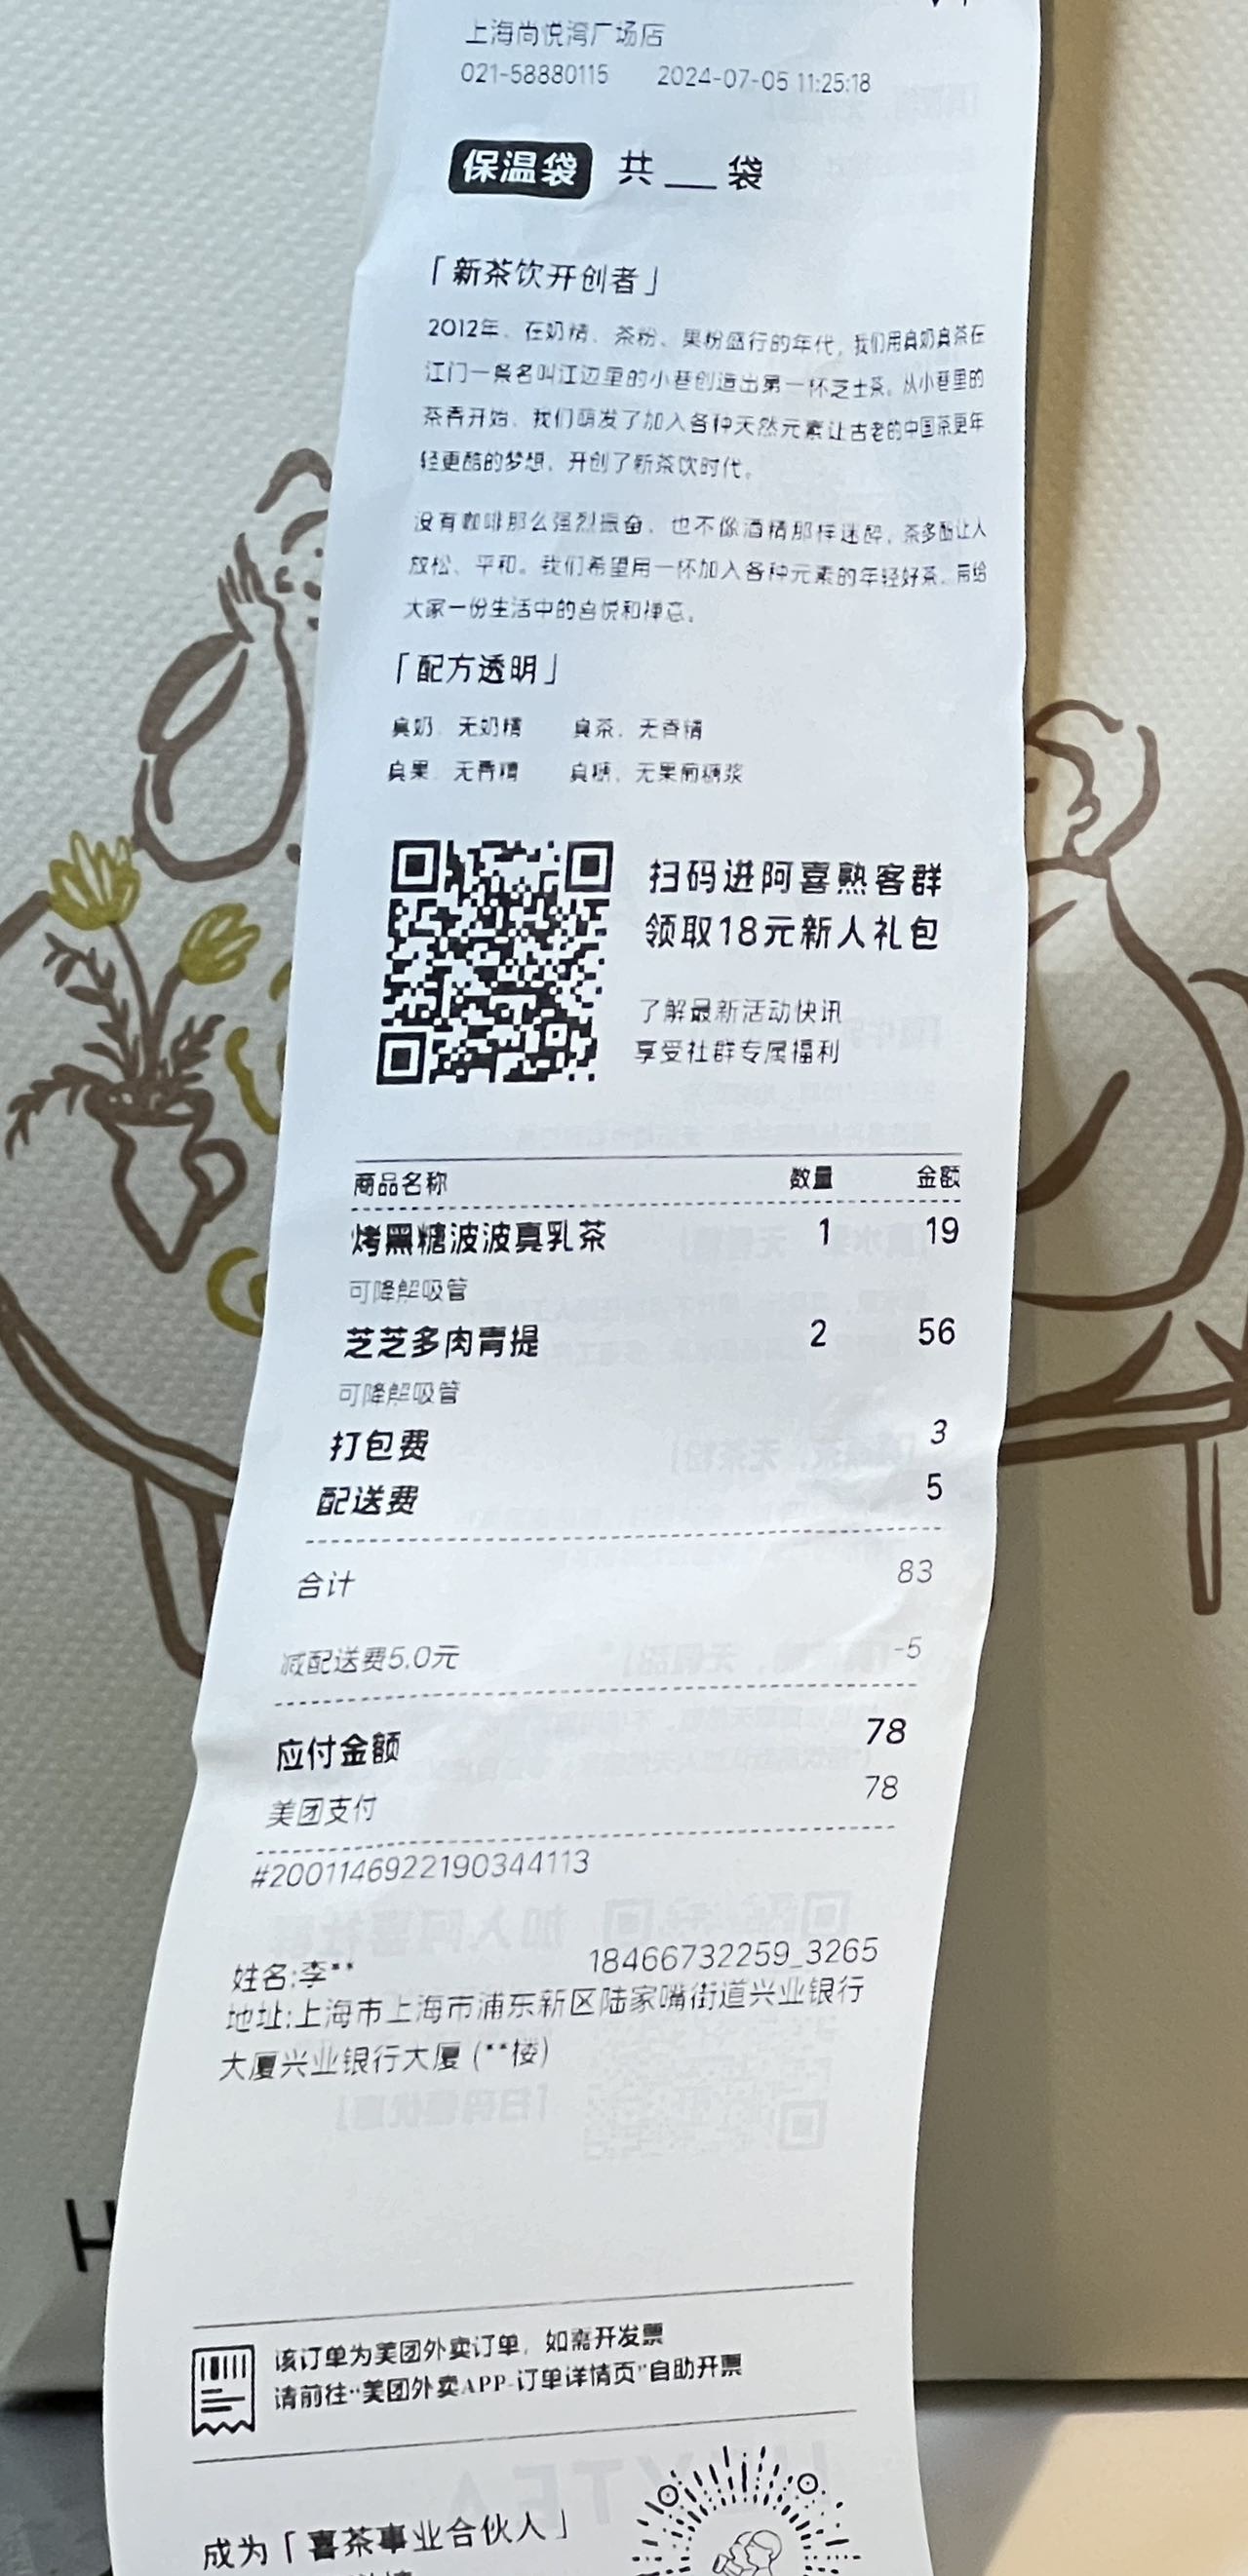 上海尚悦湾广场店
021-58880115 2024-07-05 11:25:18
保温袋 共__袋
「新茶饮开创者」
2012年、在奶精、茶粉、果粉盛行的年代,我们用真奶真茶在
江门一条名叫江边里的小巷创造出第一杯芝士茶。从小巷里的
茶香开始、我们萌发了加入各种天然元素让古老的中国茶更年
轻更酷的梦想、开创了新茶饮时代。
没有咖啡那么强烈振奋、也不像酒精那样迷醉,茶多酚让人
放松、平和。我们希望用一杯加入各种元素的年轻好茶、带给
大家一份生活中的喜悦和禅意。
「配方透明」
真奶、无奶精 真茶、无香精
真果、无香精 真糖、无果葡糖浆
扫码进阿喜熟客群
领取18元新人礼包
了解最新活动快讯
享受社群专属福利
商品名称 数量 金额
烤黑糖波波真乳茶 1 19
可降解吸管
芝芝多肉青提 2 56
可降解吸管
打包费 3
配送费 5
合计 83
减配送费5.0元 -5
应付金额 78
美团支付 78
#2001146922190344113
姓名:李** 18466732259_3265
地址:上海市上海市浦东新区陆家嘴街道兴业银行
大厦兴业银行大厦 (**楼)
H
该订单为美团外卖订单,如需开发票
请前往“美团外卖APP-订单详情页”自助开票
成为「喜茶事业合伙人」